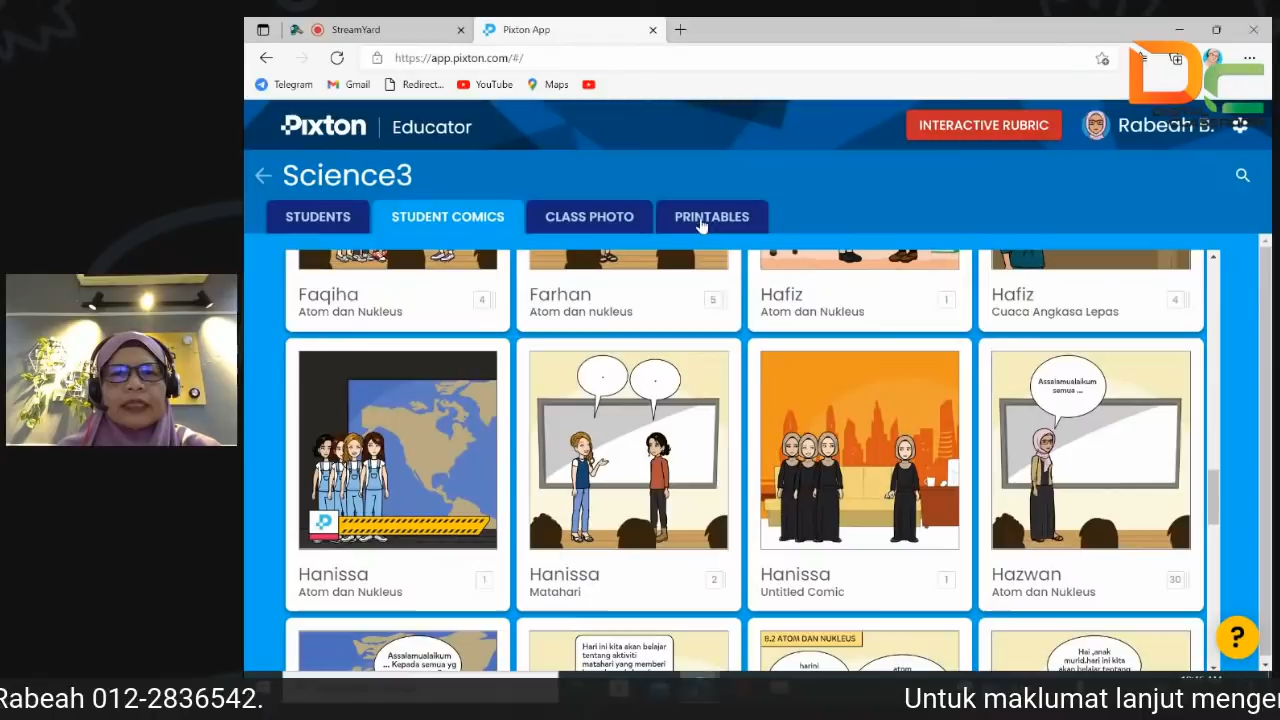 StreamYard
Pixton App
https://app.pixton.com/#/
Telegram
Gmail
Redirect...
YouTube
Maps
Pixton Educator
INTERACTIVE RUBRIC
Rabeah B.
DE
Science3
STUDENTS
STUDENT COMICS
CLASS PHOTO
PRINTABLES
Faqiha
4
Atom dan Nukleus
Farhan
5
Atom dan nukleus
Hafiz
1
Atom dan Nukleus
Hafiz
4
Cuaca Angkasa Lepas
Assalamualaikum
semua ...
Hanissa
1
Atom dan Nukleus
Hanissa
2
Matahari
Hanissa
1
Untitled Comic
Hazwan
30
Atom dan Nukleus
Assalamualaikum
... Kepada semua yg
Hari ini kita akan belajar
tentang aktiviti
matahari yang memberi
8.2 ATOM DAN NUKLEUS
harini
atom
Hai ,anak
murid.hari ini kita
akan belajar tentang
?
Rabeah 012-2836542.
Untuk maklumat lanjut menge